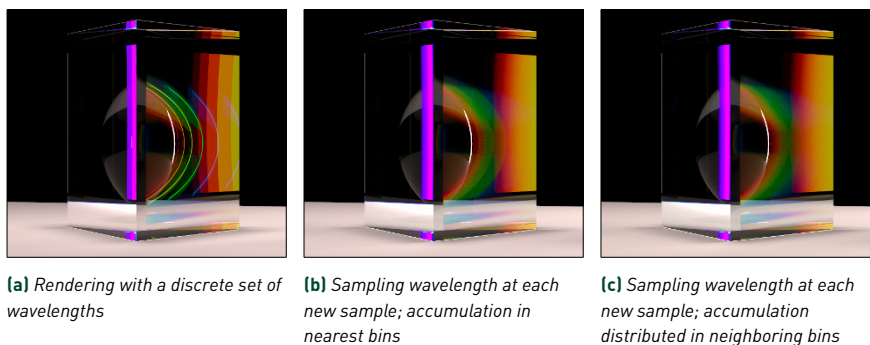 (a) Rendering with a discrete set of
wavelengths
(b) Sampling wavelength at each
new sample; accumulation in
nearest bins
(c) Sampling wavelength at each
new sample; accumulation
distributed in neighboring bins